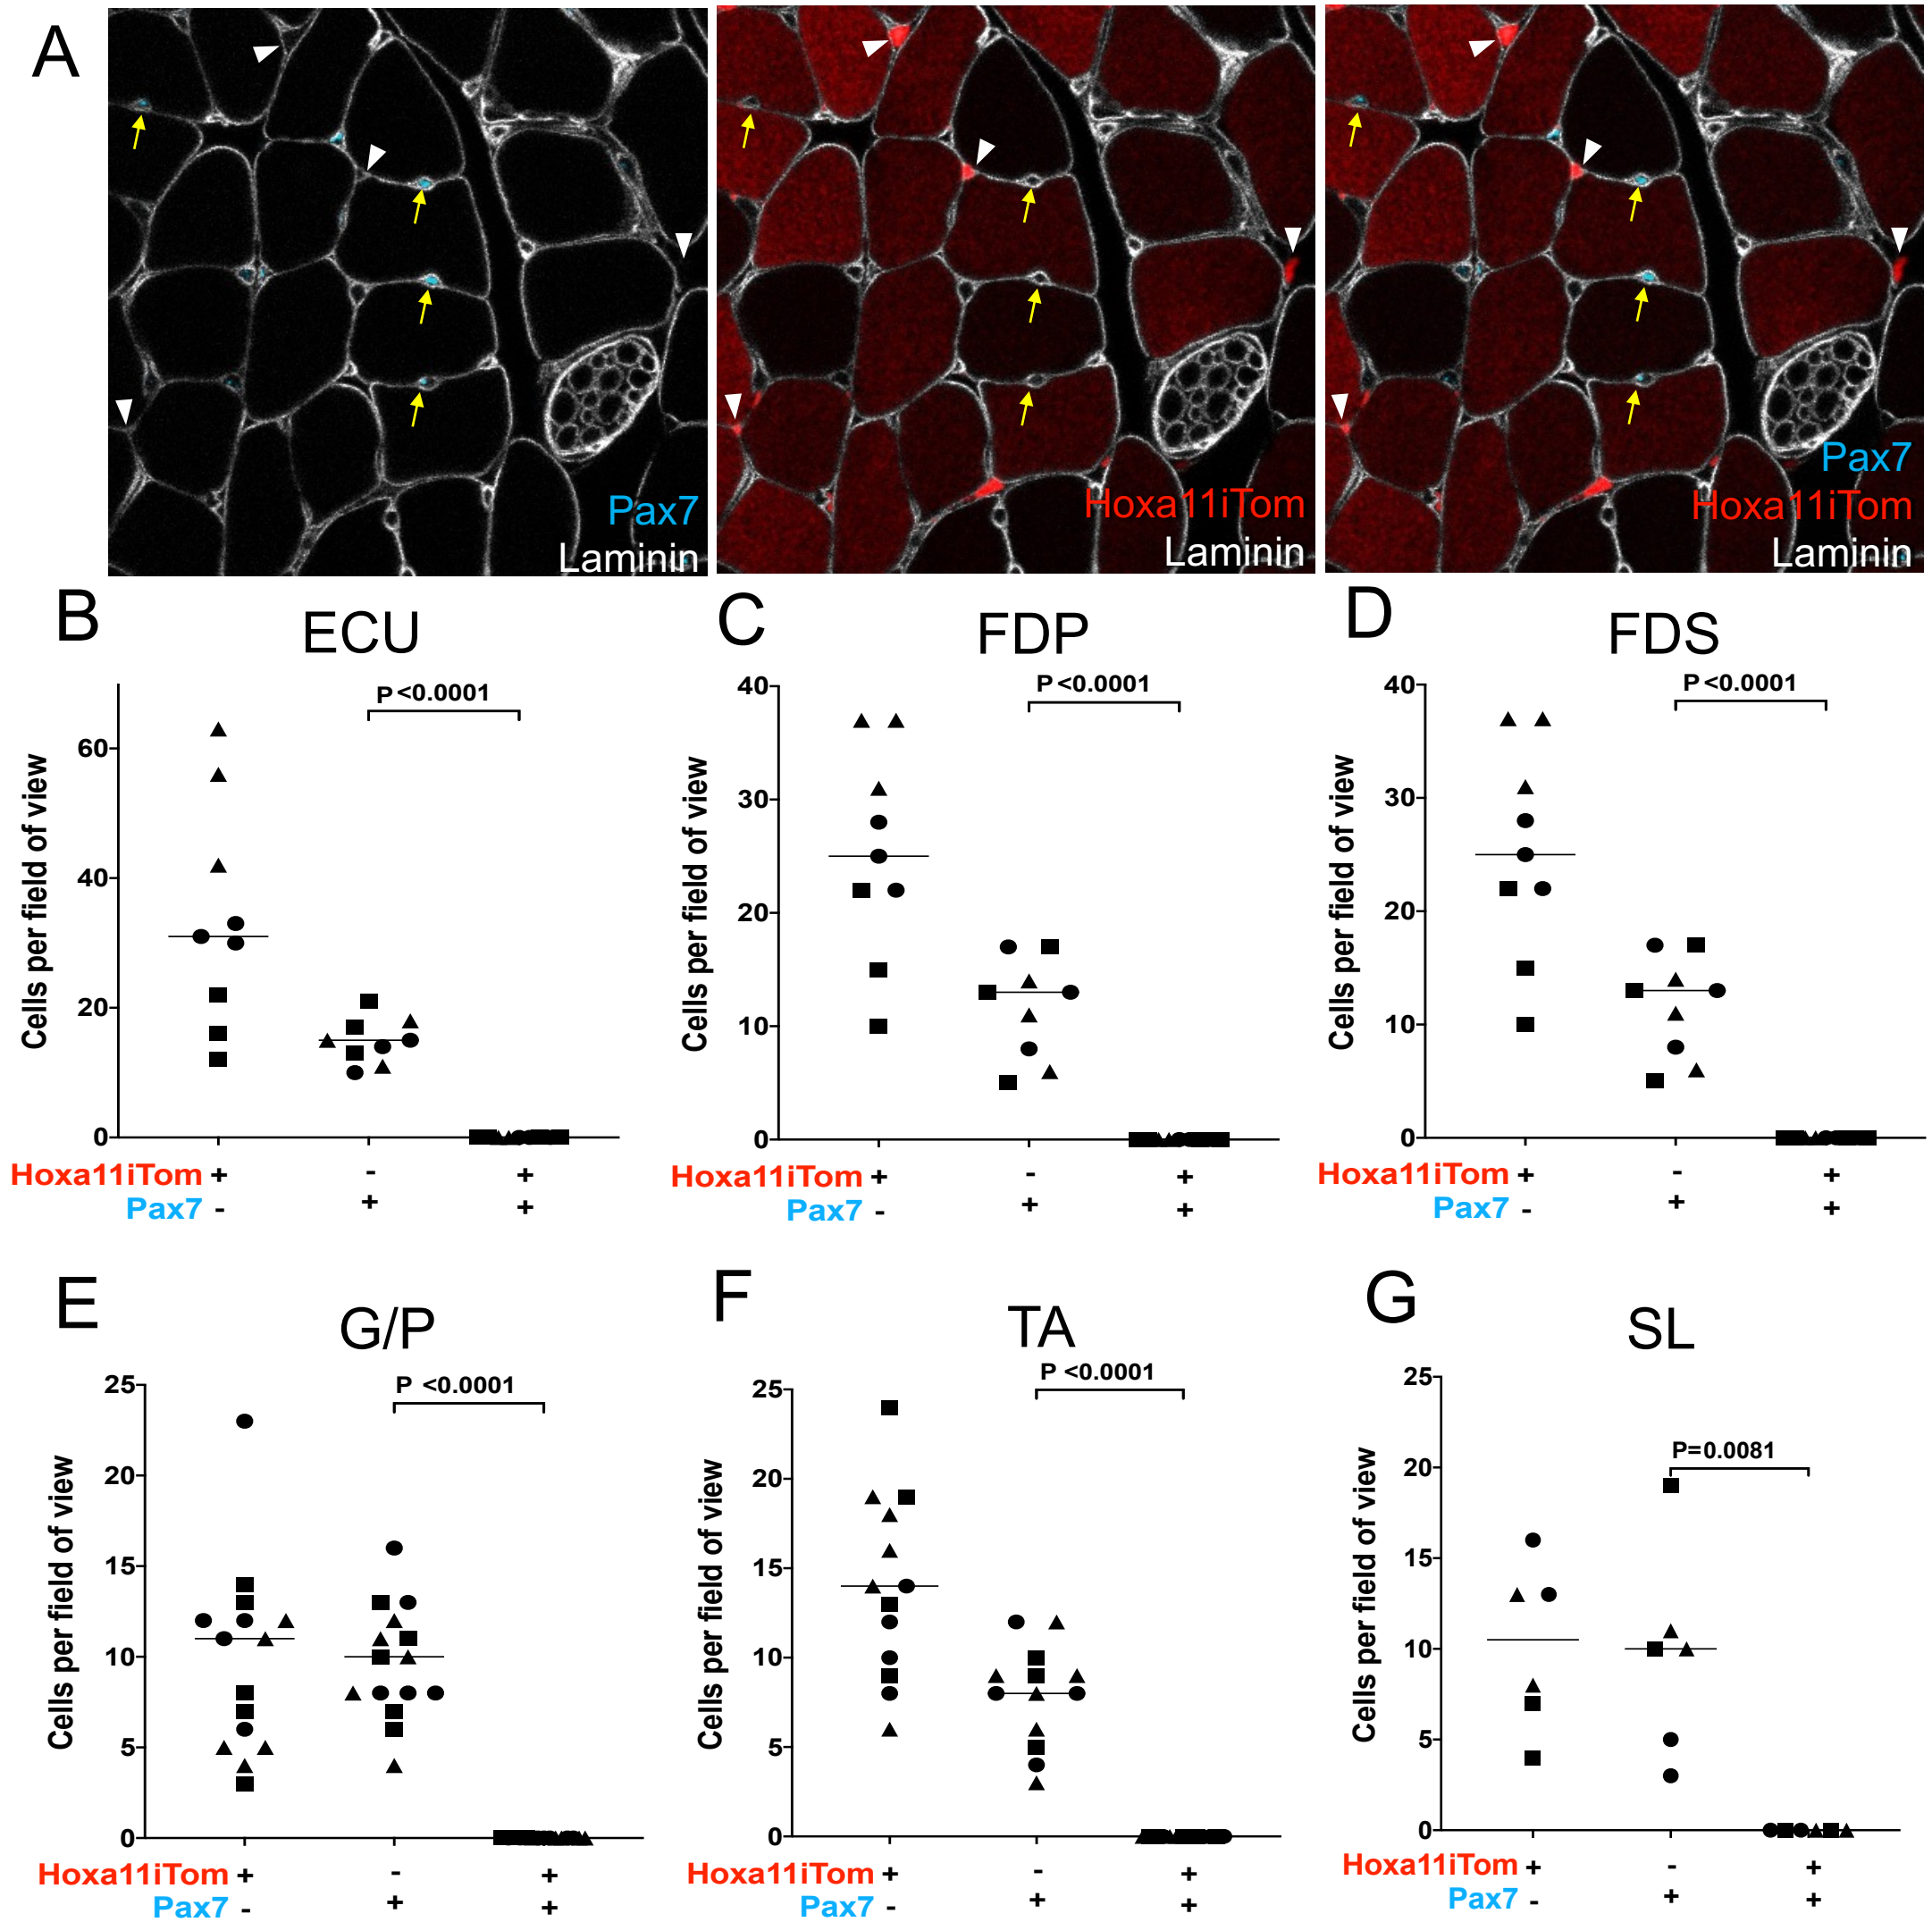 A
Pax7
Laminin
Hoxa11iTom
Laminin
Pax7
Hoxa11iTom
Laminin
B
ECU
P <0.0001
Cells per field of view
60
40
20
0
Hoxa11iTom + - +
Pax7 - + +
C
FDP
P <0.0001
Cells per field of view
40
30
20
10
0
Hoxa11iTom + - +
Pax7 - + +
D
FDS
P <0.0001
Cells per field of view
40
30
20
10
0
Hoxa11iTom + - +
Pax7 - + +
E
G/P
P <0.0001
Cells per field of view
25
20
15
10
5
0
Hoxa11iTom + - +
Pax7 - + +
F
TA
P <0.0001
Cells per field of view
25
20
15
10
5
0
Hoxa11iTom + - +
Pax7 - + +
G
SL
P=0.0081
Cells per field of view
25
20
15
10
5
0
Hoxa11iTom + - +
Pax7 - + +